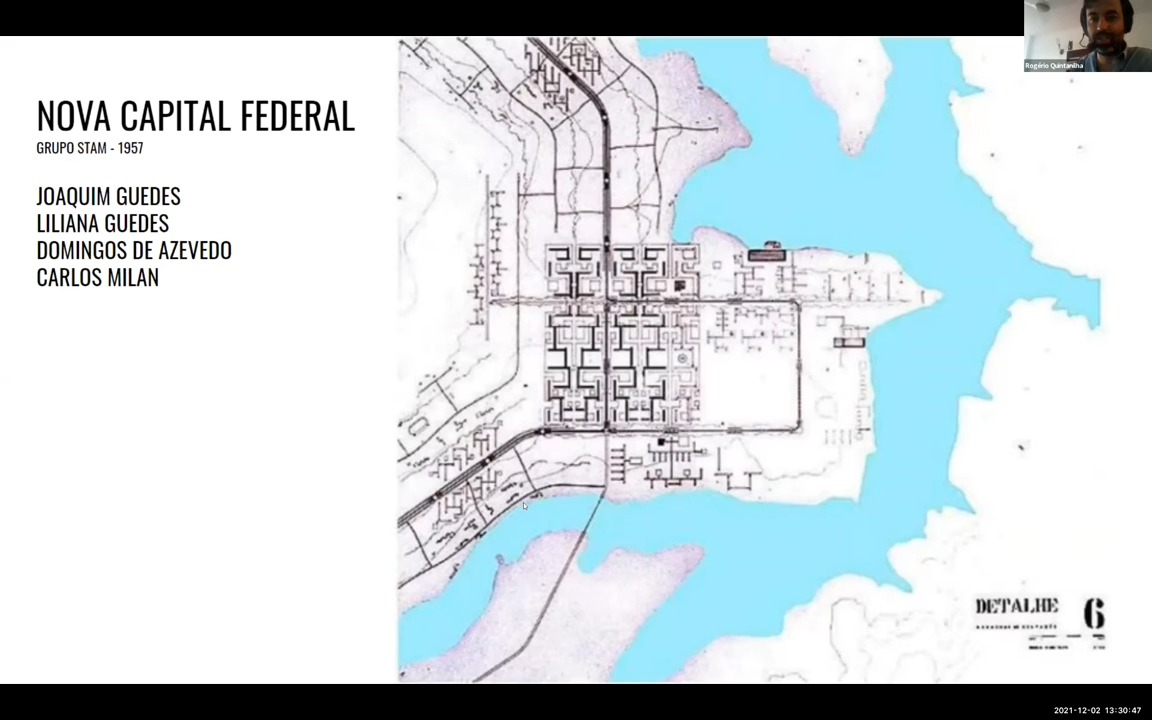 Rogério Quintanilha
NOVA CAPITAL FEDERAL
GRUPO STAM - 1957
JOAQUIM GUEDES
LILIANA GUEDES
DOMINGOS DE AZEVEDO
CARLOS MILAN
DETALHE 6
2021-12-02 13:30:47